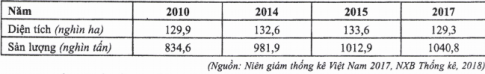 Năm 2010 2014 2015 2017
Diện tích (nghìn ha) 129,9 132,6 133,6 129,3
Sản lượng (nghìn tấn) 834,6 981,9 1012,9 1040,8
(Nguồn: Niên giám thống kê Việt Nam 2017, NXB Thống kê, 2018)